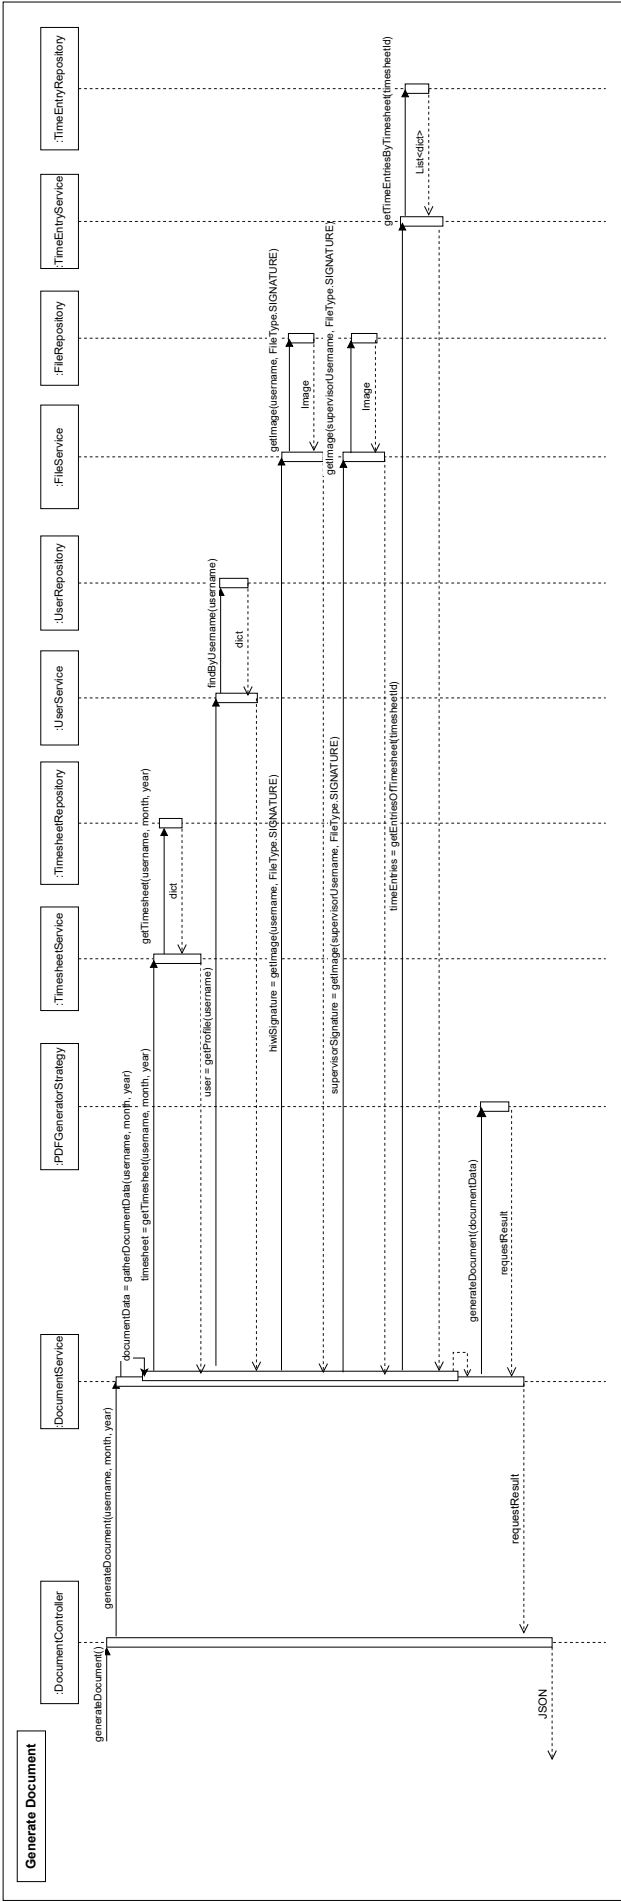 Generate Document
:DocumentController
:DocumentService
:PDFGeneratorStrategy
:TimesheetService
:TimesheetRepository
:UserService
:UserRepository
:FileService
:FileRepository
:TimeEntryService
:TimeEntryRepository
generateDocument()
generateDocument(username, month, year)
documentData = gatherDocumentData(username, month, year)
timesheet = getTimesheet(username, month, year)
getTimesheet(username, month, year)
dict
user = getProfile(username)
findByUsername(username)
dict
hiwiSignature = getImage(username, FileType.SIGNATURE)
getImage(username, FileType.SIGNATURE)
Image
supervisorSignature = getImage(supervisorUsername, FileType.SIGNATURE)
getImage(supervisorUsername, FileType.SIGNATURE)
Image
timeEntries = getEntriesOfTimesheet(timesheetId)
getTimeEntriesByTimesheet(timesheetId)
List<dict>
generateDocument(documentData)
requestResult
requestResult
JSON